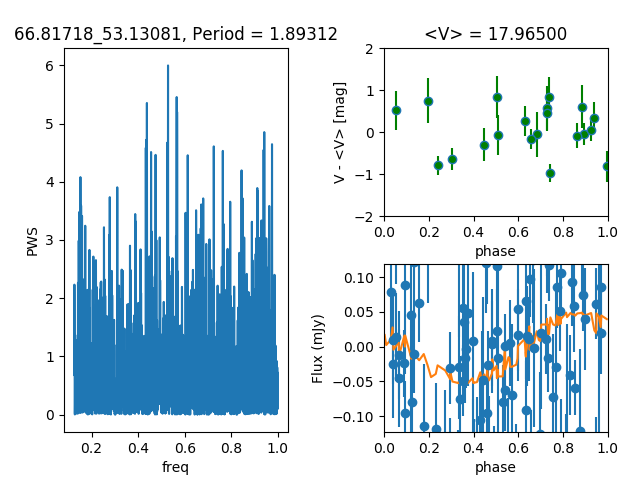 66.81718_53.13081, Period = 1.89312
<V> = 17.96500
PWS
6
5
4
3
2
1
0
0.2 0.4 0.6 0.8 1.0
freq
V - <V> [mag]
2
1
0
−1
−2
0.0 0.2 0.4 0.6 0.8 1.0
phase
Flux (mJy)
0.10
0.05
0.00
−0.05
−0.10
0.0 0.2 0.4 0.6 0.8 1.0
phase